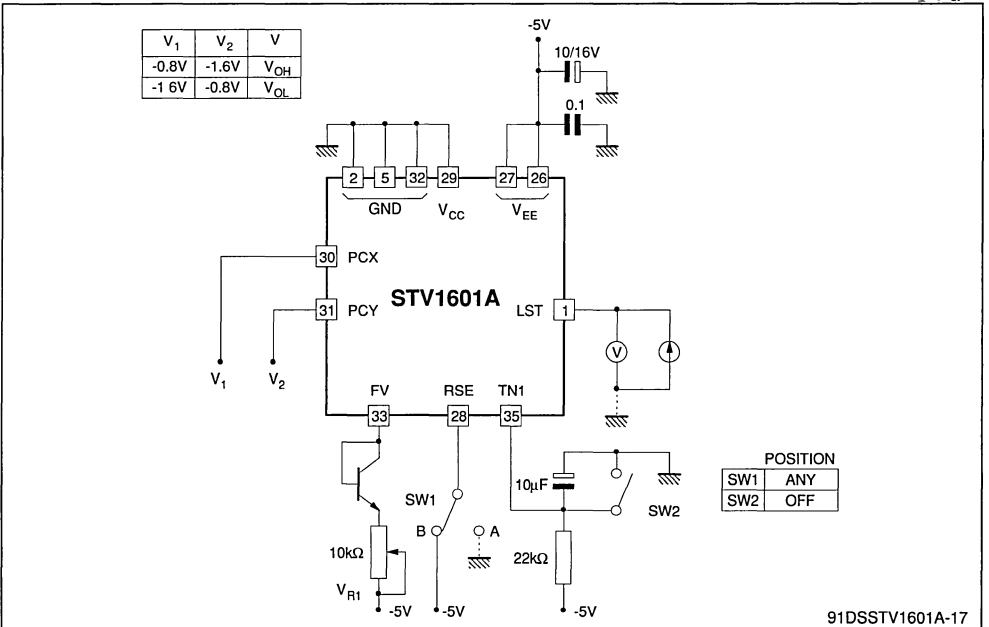 -5V
V1 V2 V
-0.8V -1.6V VOH
-1 6V -0.8V VOL
10/16V
0.1
2 5 32 29 27 26
GND VCC VEE
30 PCX
STV1601A
31 PCY
LST 1
V
V1 V2
FV RSE TN1
33 28 35
POSITION
SW1 ANY
SW2 OFF
10µF
SW1
SW2
B A
10kΩ
22kΩ
VR1
-5V -5V -5V
91DSSTV1601A-17